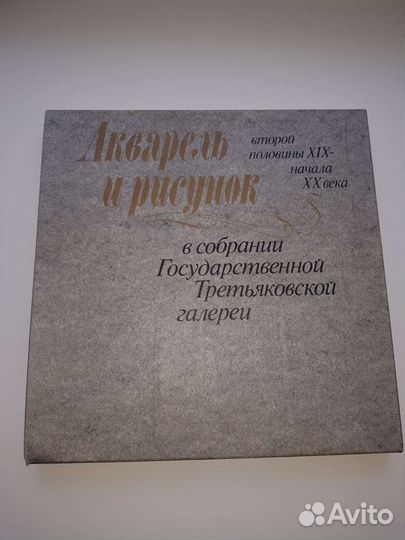 Акварель
и рисунок
второй
половины XIX-
начала
XX века
в собрании
Государственной
Третьяковской
галереи
Avito